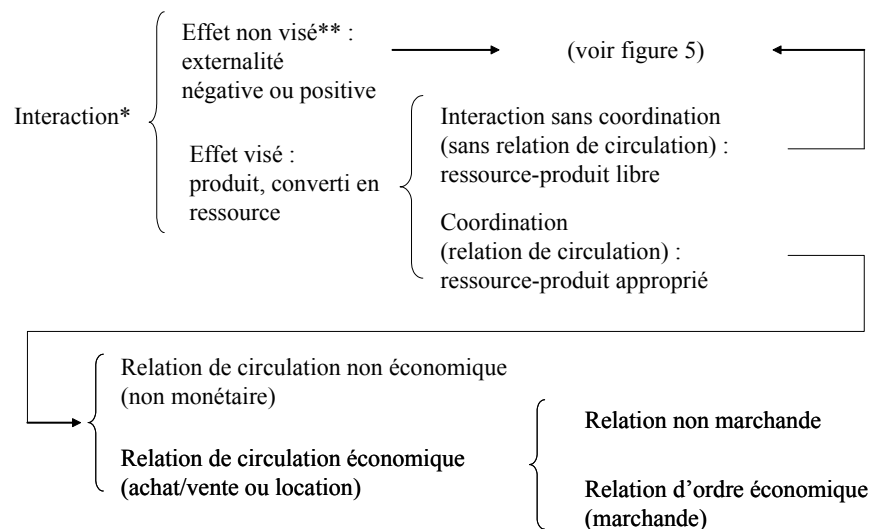 Effet non visé** :
externalité
négative ou positive
(voir figure 5)
Interaction*
Effet visé :
produit, converti en
ressource
Interaction sans coordination
(sans relation de circulation) :
ressource-produit libre
Coordination
(relation de circulation) :
ressource-produit approprié
Relation de circulation non économique
(non monétaire)
Relation de circulation économique
(achat/vente ou location)
Relation non marchande
Relation d’ordre économique
(marchande)